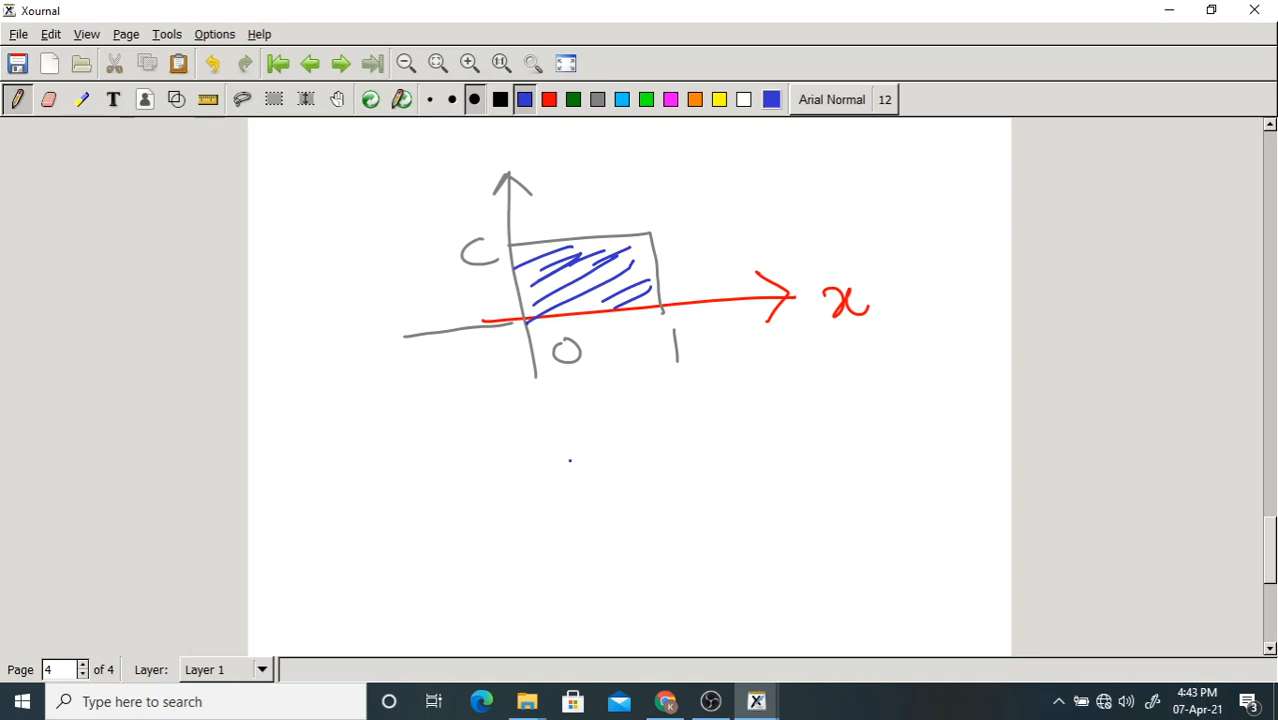 Xournal
File Edit View Page Tools Options Help
T Arial Normal 12
C
x
0 1
Page 4 of 4 Layer: Layer 1
Type here to search
4:43 PM
07-Apr-21
3